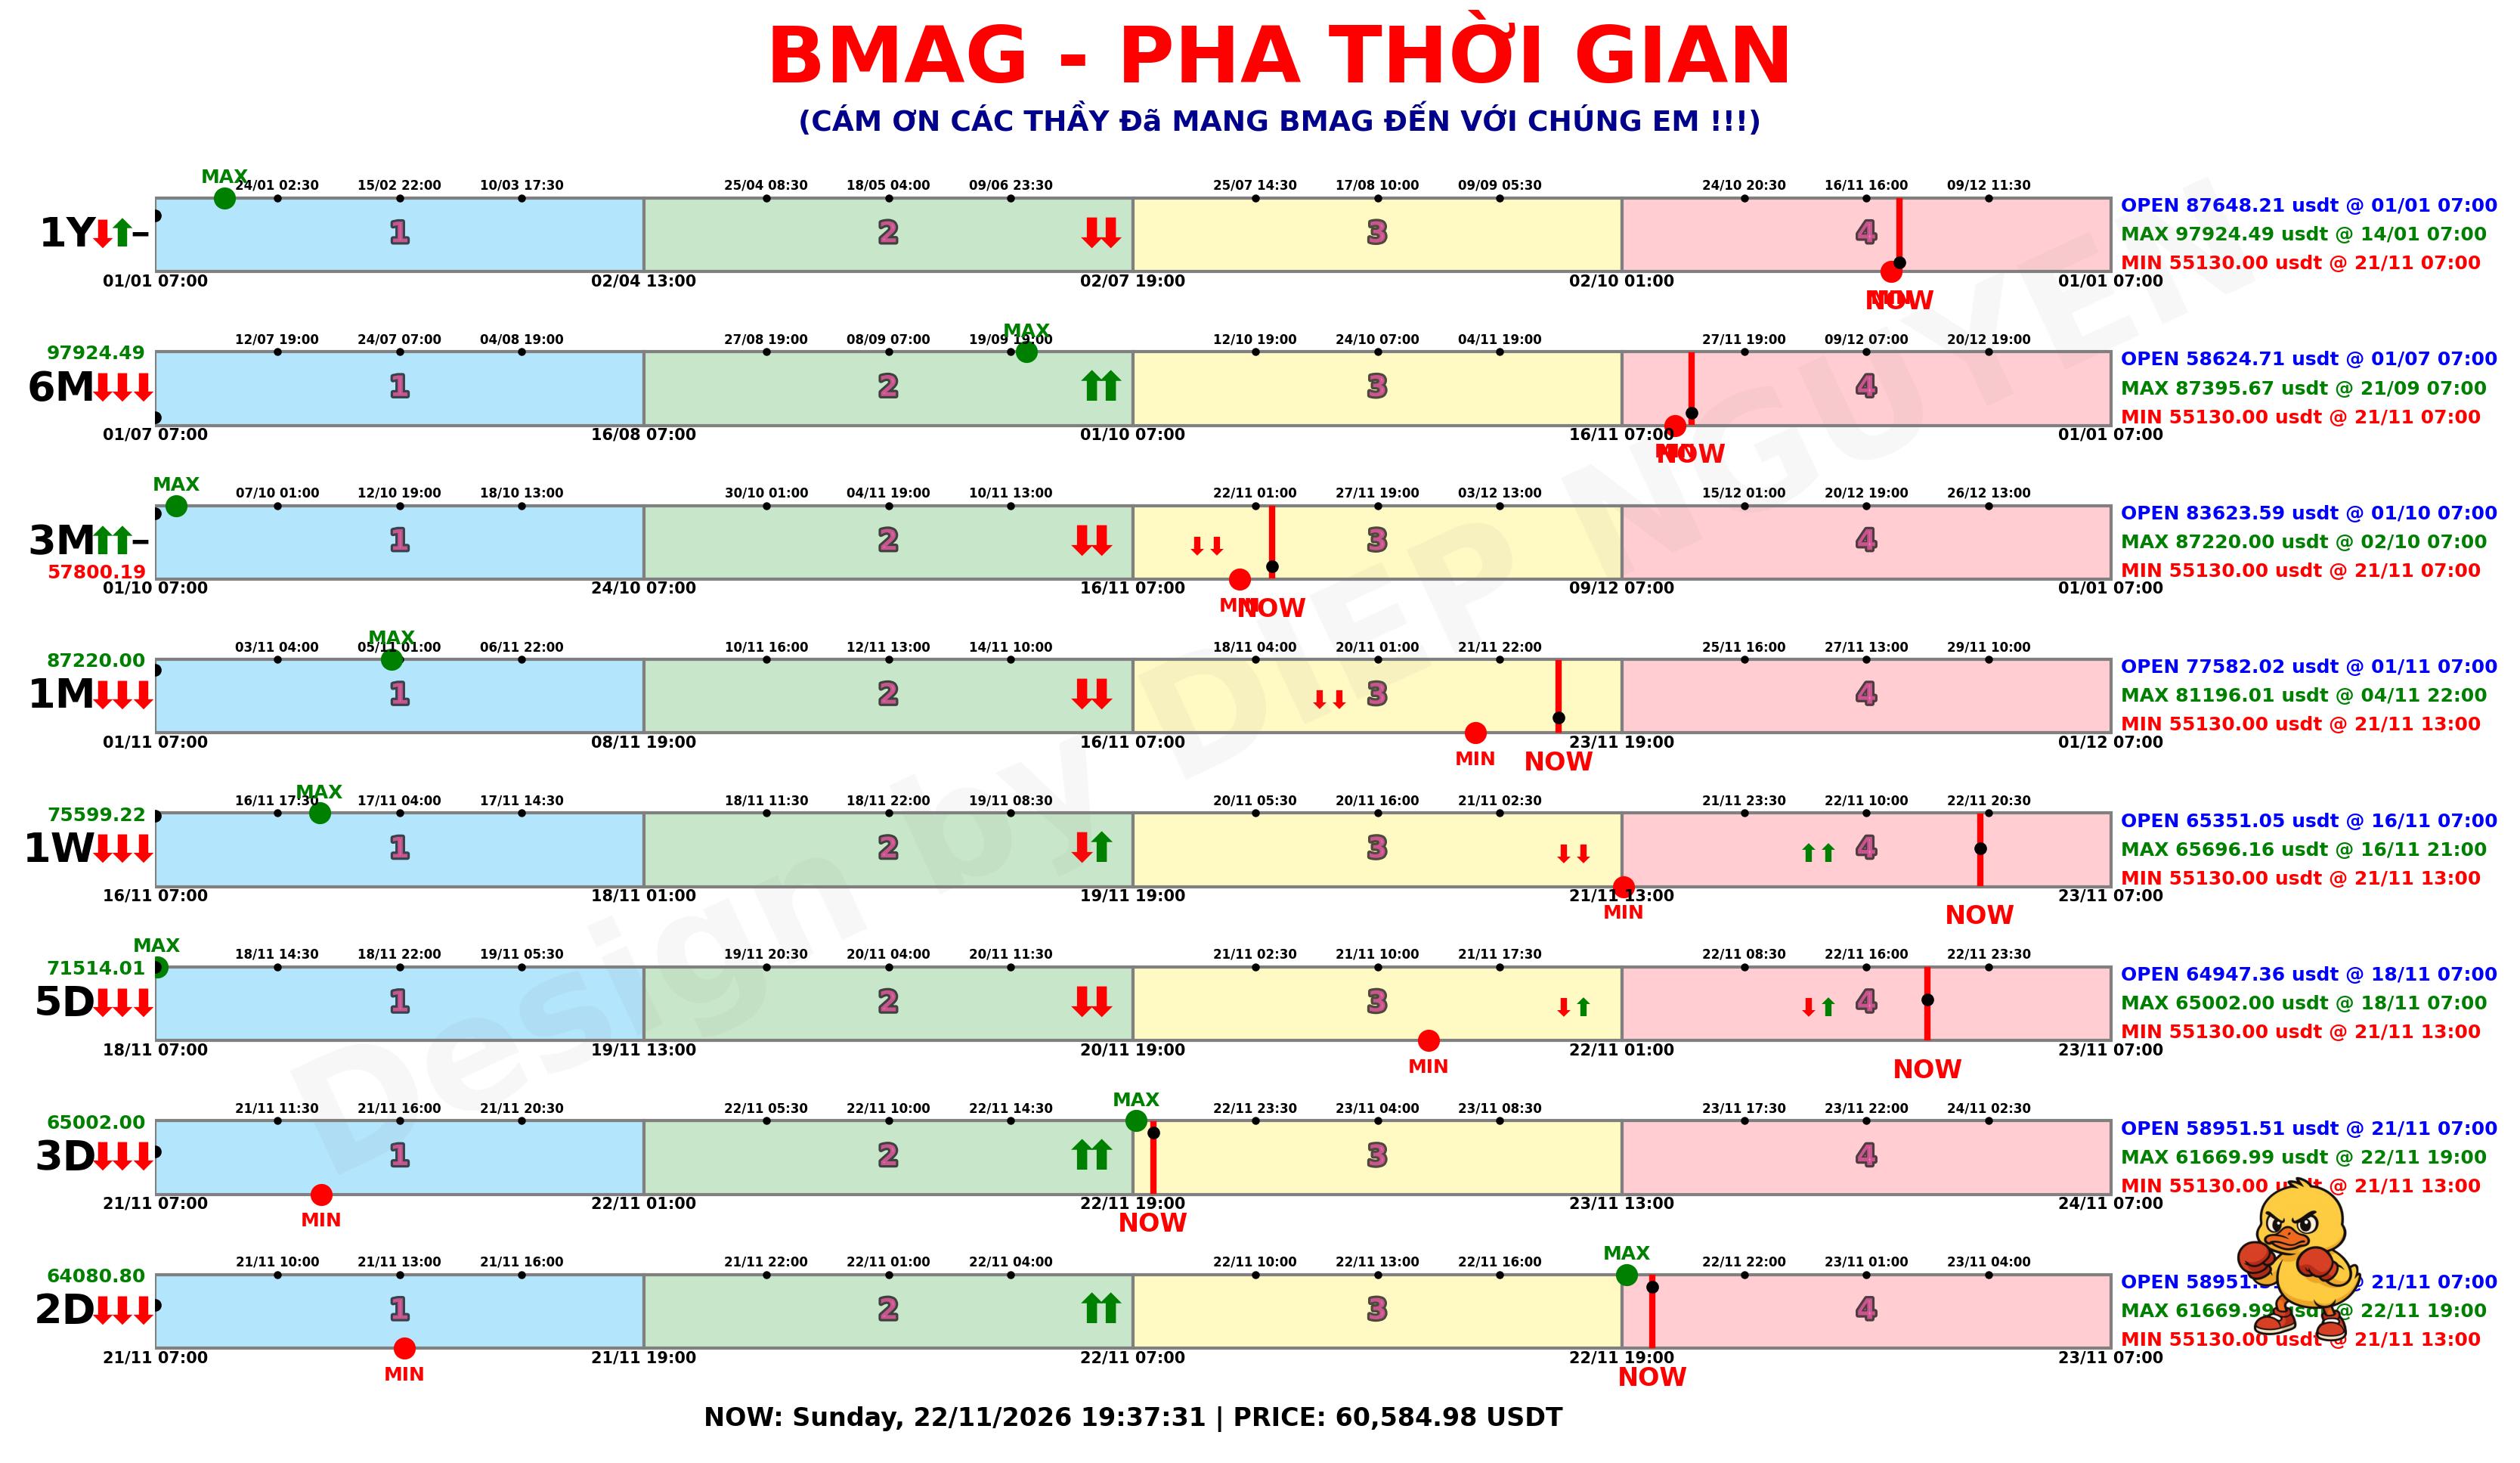 BMAG - PHA THỜI GIAN
(CÁM ƠN CÁC THẦY Đã MANG BMAG ĐẾN VỚI CHÚNG EM !!!)
MAX
24/01 02:30 15/02 22:00 10/03 17:30 25/04 08:30 18/05 04:00 09/06 23:30 25/07 14:30 17/08 10:00 09/09 05:30 24/10 20:30 16/11 16:00 09/12 11:30
1Y⬇⬆– 1 2 ⬇⬇ 3 4
OPEN 87648.21 usdt @ 01/01 07:00
MAX 97924.49 usdt @ 14/01 07:00
MIN 55130.00 usdt @ 21/11 07:00
01/01 07:00 02/04 13:00 02/07 19:00 02/10 01:00 01/01 07:00
MIN NOW
MAX
12/07 19:00 24/07 07:00 04/08 19:00 27/08 19:00 08/09 07:00 19/09 19:00 12/10 19:00 24/10 07:00 04/11 19:00 27/11 19:00 09/12 07:00 20/12 19:00
97924.49
6M⬇⬇⬇ 1 2 ⬆⬆ 3 4
OPEN 58624.71 usdt @ 01/07 07:00
MAX 87395.67 usdt @ 21/09 07:00
MIN 55130.00 usdt @ 21/11 07:00
01/07 07:00 16/08 07:00 01/10 07:00 16/11 07:00 01/01 07:00
MIN NOW
MAX
07/10 01:00 12/10 19:00 18/10 13:00 30/10 01:00 04/11 19:00 10/11 13:00 22/11 01:00 27/11 19:00 03/12 13:00 15/12 01:00 20/12 19:00 26/12 13:00
3M⬆⬆– 1 2 ⬇⬇ ⬇⬇ 3 4
57800.19
OPEN 83623.59 usdt @ 01/10 07:00
MAX 87220.00 usdt @ 02/10 07:00
MIN 55130.00 usdt @ 21/11 07:00
01/10 07:00 24/10 07:00 16/11 07:00 09/12 07:00 01/01 07:00
MIN NOW
MAX
03/11 04:00 05/11 01:00 06/11 22:00 10/11 16:00 12/11 13:00 14/11 10:00 18/11 04:00 20/11 01:00 21/11 22:00 25/11 16:00 27/11 13:00 29/11 10:00
87220.00
1M⬇⬇⬇ 1 2 ⬇⬇ ⬇⬇ 3 4
OPEN 77582.02 usdt @ 01/11 07:00
MAX 81196.01 usdt @ 04/11 22:00
MIN 55130.00 usdt @ 21/11 13:00
01/11 07:00 08/11 19:00 16/11 07:00 23/11 19:00 01/12 07:00
MIN NOW
MAX
16/11 17:30 17/11 04:00 17/11 14:30 18/11 11:30 18/11 22:00 19/11 08:30 20/11 05:30 20/11 16:00 21/11 02:30 21/11 23:30 22/11 10:00 22/11 20:30
75599.22
1W⬇⬇⬇ 1 2 ⬇⬆ 3 ⬇⬇ ⬆⬆ 4
OPEN 65351.05 usdt @ 16/11 07:00
MAX 65696.16 usdt @ 16/11 21:00
MIN 55130.00 usdt @ 21/11 13:00
16/11 07:00 18/11 01:00 19/11 19:00 21/11 13:00 23/11 07:00
MIN NOW
MAX
18/11 14:30 18/11 22:00 19/11 05:30 19/11 20:30 20/11 04:00 20/11 11:30 21/11 02:30 21/11 10:00 21/11 17:30 22/11 08:30 22/11 16:00 22/11 23:30
71514.01
5D⬇⬇⬇ 1 2 ⬇⬇ 3 ⬇⬆ ⬇⬆ 4
OPEN 64947.36 usdt @ 18/11 07:00
MAX 65002.00 usdt @ 18/11 07:00
MIN 55130.00 usdt @ 21/11 13:00
18/11 07:00 19/11 13:00 20/11 19:00 22/11 01:00 23/11 07:00
MIN NOW
MAX
21/11 11:30 21/11 16:00 21/11 20:30 22/11 05:30 22/11 10:00 22/11 14:30 22/11 23:30 23/11 04:00 23/11 08:30 23/11 17:30 23/11 22:00 24/11 02:30
65002.00
3D⬇⬇⬇ 1 2 ⬆⬆ 3 4
OPEN 58951.51 usdt @ 21/11 07:00
MAX 61669.99 usdt @ 22/11 19:00
MIN 55130.00 usdt @ 21/11 13:00
21/11 07:00 22/11 01:00 22/11 19:00 23/11 13:00 24/11 07:00
MIN NOW
MAX
21/11 10:00 21/11 13:00 21/11 16:00 21/11 22:00 22/11 01:00 22/11 04:00 22/11 10:00 22/11 13:00 22/11 16:00 22/11 22:00 23/11 01:00 23/11 04:00
64080.80
2D⬇⬇⬇ 1 2 ⬆⬆ 3 4
OPEN @ 21/11 07:00
MAX 61669.99 usdt @ 22/11 19:00
MIN 55130.00 usdt @ 21/11 13:00
21/11 07:00 21/11 19:00 22/11 07:00 22/11 19:00 23/11 07:00
MIN NOW
NOW: Sunday, 22/11/2026 19:37:31 | PRICE: 60,584.98 USDT
Design by DIEP NGUYEN